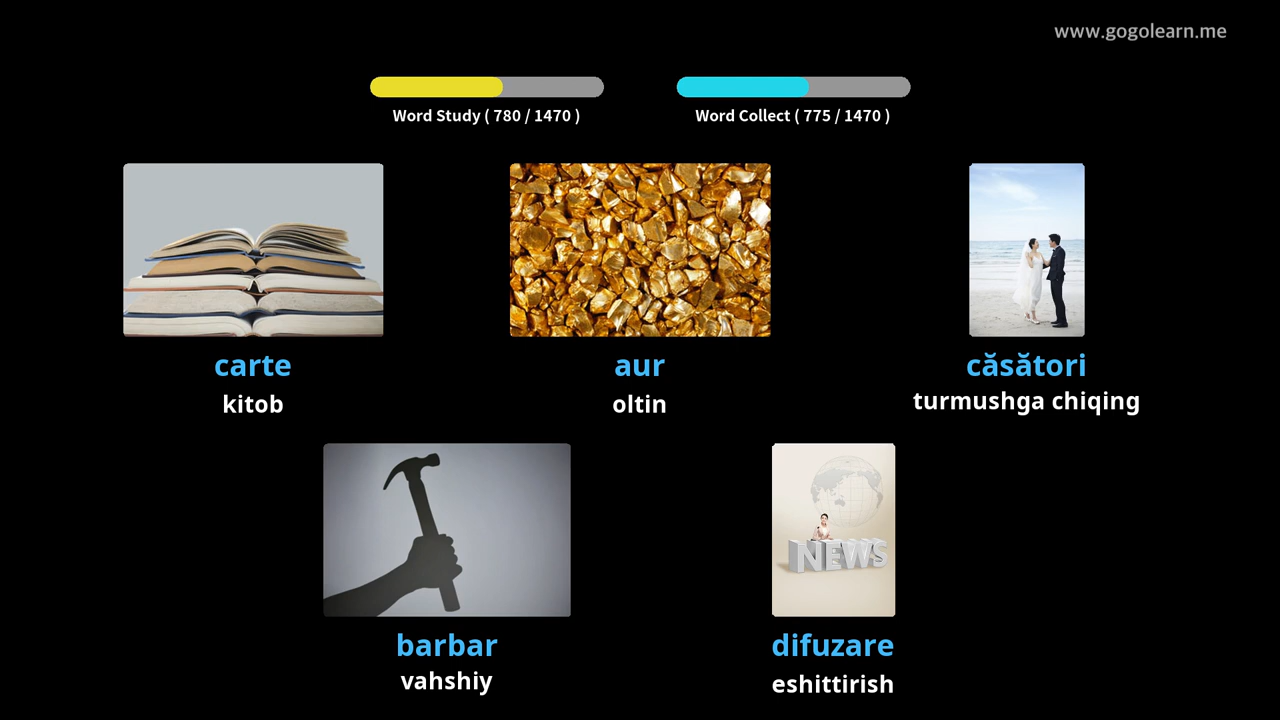 www.gogolearn.me
Word Study ( 780 / 1470 )
Word Collect ( 775 / 1470 )
carte
kitob
aur
oltin
căsători
turmushga chiqing
barbar
vahshiy
NEWS
difuzare
eshittirish